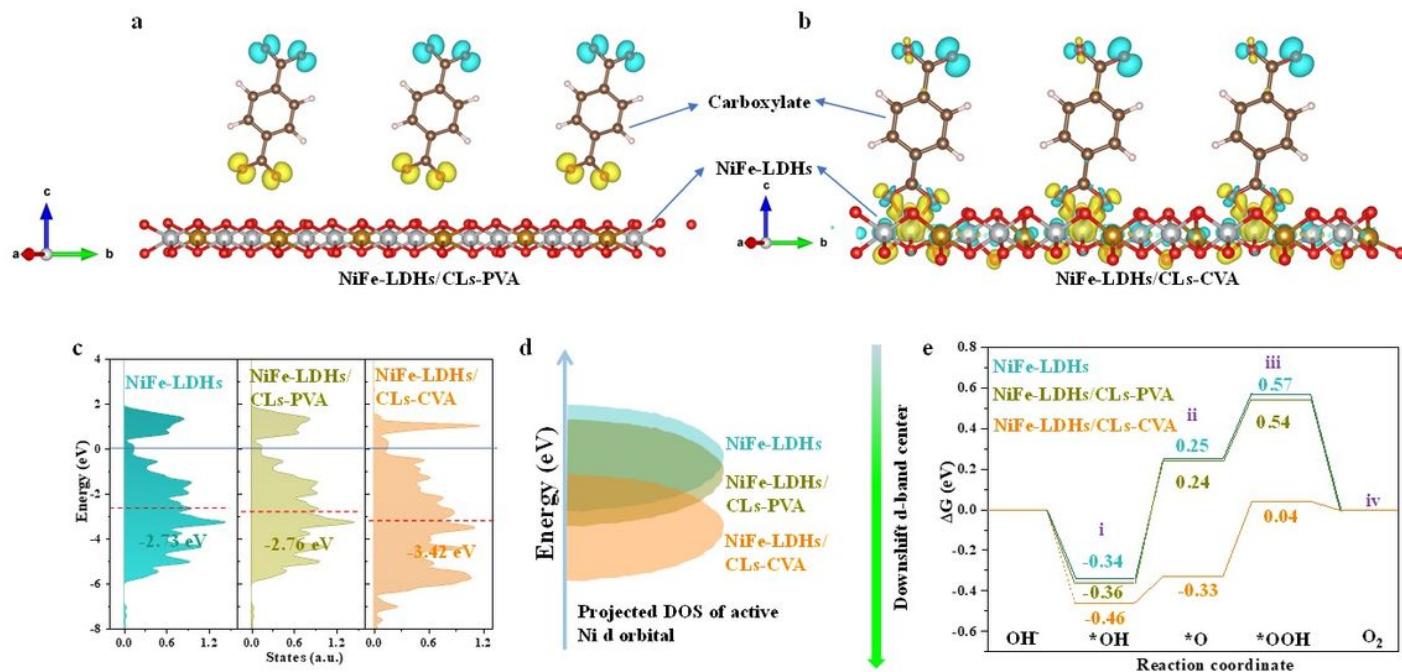 a
b
Carboxylate
NiFe-LDHs
c
a
b
c
a
b
NiFe-LDHs/CLs-PVA
NiFe-LDHs/CLs-CVA
c
NiFe-LDHs
NiFe-LDHs/
CLs-PVA
NiFe-LDHs/
CLs-CVA
4
2
0
-2
-4
-6
-8
Energy (eV)
-2.73 eV
-2.76 eV
-3.42 eV
0.0
0.6
1.2
0.0
0.6
1.2
0.0
0.6
1.2
States (a.u.)
d
Energy (eV)
NiFe-LDHs
NiFe-LDHs/
CLs-PVA
NiFe-LDHs/
CLs-CVA
Projected DOS of active
Ni d orbital
Downshift d-band center
e
0.8
0.6
0.4
0.2
0.0
-0.2
-0.4
-0.6
ΔG (eV)
NiFe-LDHs
NiFe-LDHs/CLs-PVA
NiFe-LDHs/CLs-CVA
i
ii
iii
iv
-0.34
-0.36
-0.46
0.25
0.24
-0.33
0.57
0.54
0.04
OH⁻
*OH
*O
*OOH
O₂
Reaction coordinate